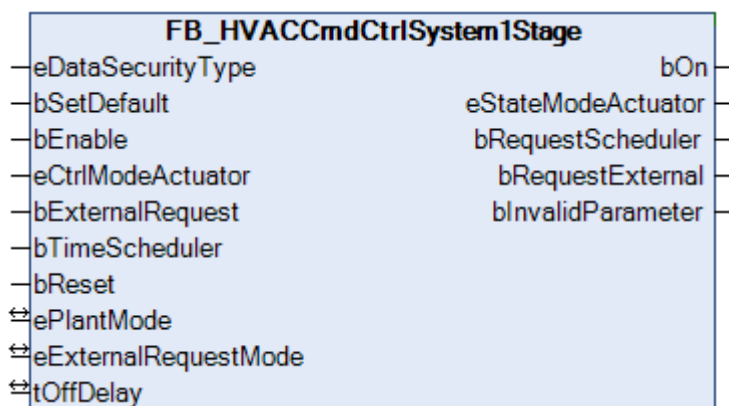 FB_HVACCmdCtrlSystem1Stage
eDataSecurityType bOn
bSetDefault eStateModeActuator
bEnable bRequestScheduler
eCtrlModeActuator bRequestExternal
bExternalRequest bInvalidParameter
bTimeScheduler
bReset
ePlantMode
eExternalRequestMode
tOffDelay